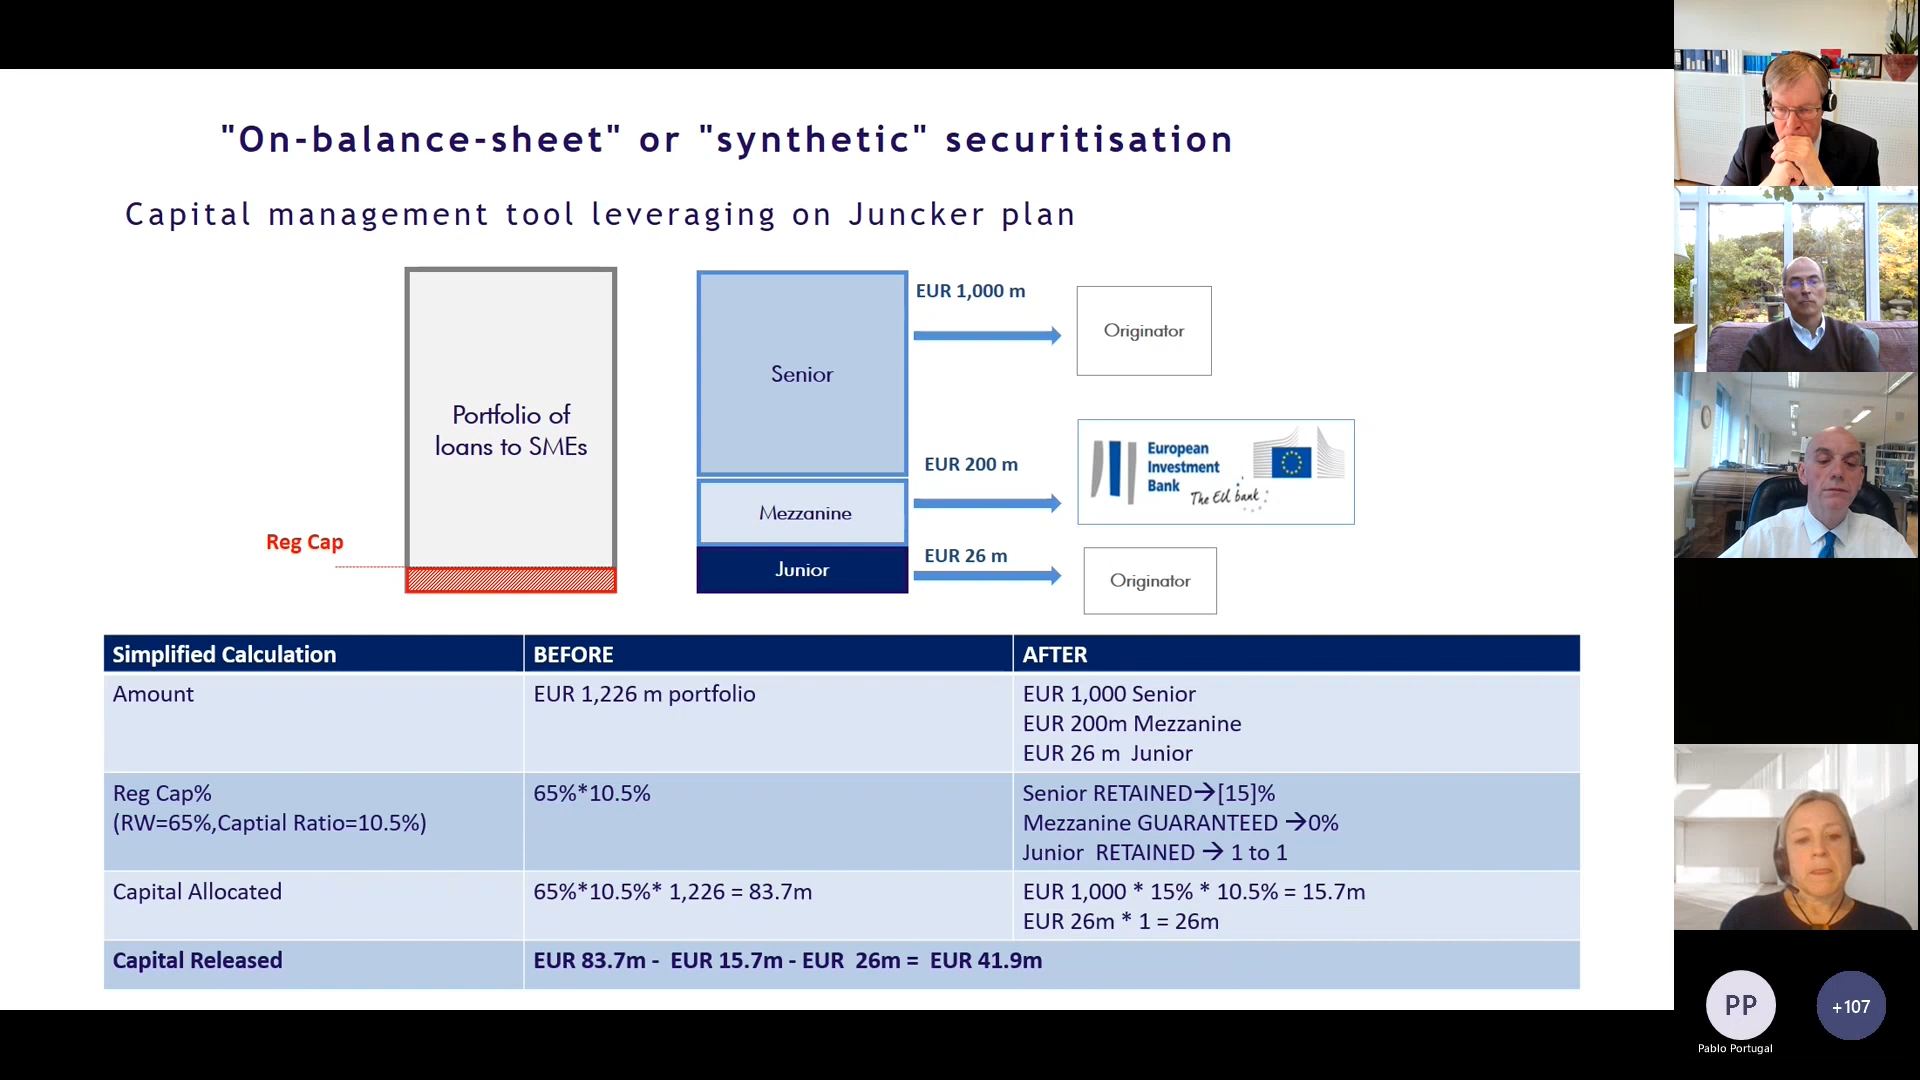 "On-balance-sheet" or "synthetic" securitisation
Capital management tool leveraging on Juncker plan
Portfolio of
loans to SMEs
Reg Cap
Senior
Mezzanine
Junior
EUR 1,000 m
Originator
EUR 200 m
European
Investment
Bank
The EU bank
EUR 26 m
Originator
Simplified Calculation BEFORE AFTER
Amount EUR 1,226 m portfolio EUR 1,000 Senior
EUR 200m Mezzanine
EUR 26 m Junior
Reg Cap% 65%*10.5% Senior RETAINED→[15]%
(RW=65%,Captial Ratio=10.5%) Mezzanine GUARANTEED →0%
Junior RETAINED → 1 to 1
Capital Allocated 65%*10.5%* 1,226 = 83.7m EUR 1,000 * 15% * 10.5% = 15.7m
EUR 26m * 1 = 26m
Capital Released EUR 83.7m - EUR 15.7m - EUR 26m = EUR 41.9m
PP
+107
Pablo Portugal